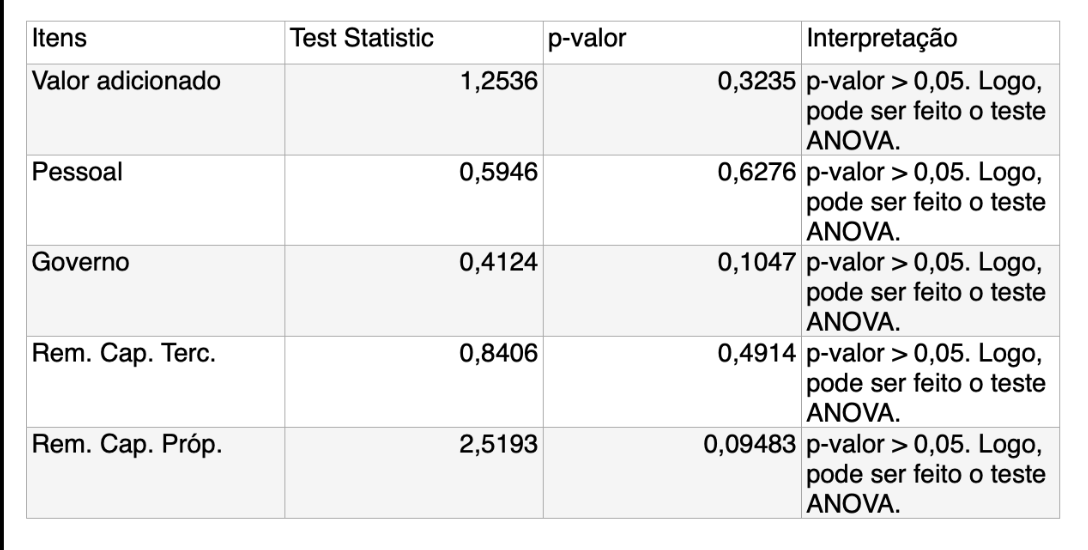 Itens Test Statistic p-valor Interpretação
Valor adicionado 1,2536 0,3235 p-valor > 0,05. Logo,
pode ser feito o teste
ANOVA.
Pessoal 0,5946 0,6276 p-valor > 0,05. Logo,
pode ser feito o teste
ANOVA.
Governo 0,4124 0,1047 p-valor > 0,05. Logo,
pode ser feito o teste
ANOVA.
Rem. Cap. Terc. 0,8406 0,4914 p-valor > 0,05. Logo,
pode ser feito o teste
ANOVA.
Rem. Cap. Próp. 2,5193 0,09483 p-valor > 0,05. Logo,
pode ser feito o teste
ANOVA.